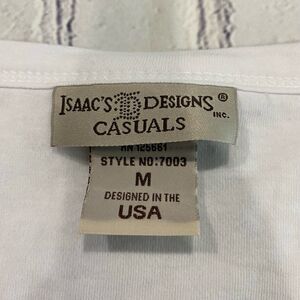 ISAAC'S DESIGNS® INC.
CASUALS
RN 125661
STYLE NO:7003
M
DESIGNED IN THE
USA